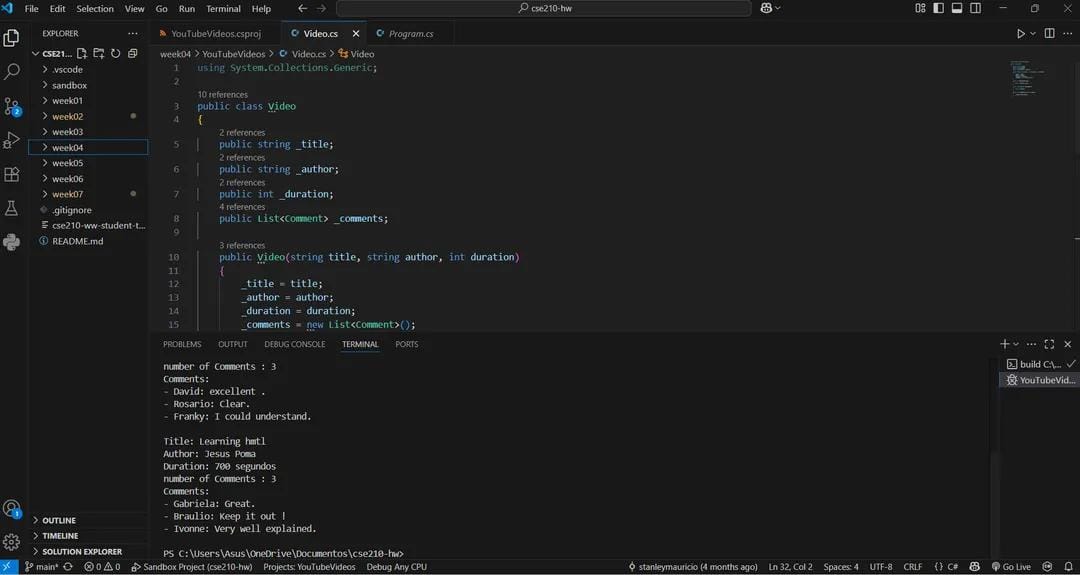 File Edit Selection View Go Run Terminal Help
cse210-hw
EXPLORER
CSE21...
.vscode
sandbox
week01
week02
week03
week04
week05
week06
week07
.gitignore
cse210-ww-student-t...
README.md
OUTLINE
TIMELINE
SOLUTION EXPLORER
2
1
YouTubeVideos.csproj Video.cs Program.cs
week04 > YouTubeVideos > Video.cs > Video
1 using System.Collections.Generic;
2
10 references
3 public class Video
4 {
2 references
5 public string _title;
2 references
6 public string _author;
2 references
7 public int _duration;
4 references
8 public List<Comment> _comments;
9
3 references
10 public Video(string title, string author, int duration)
11 {
12 _title = title;
13 _author = author;
14 _duration = duration;
15 _comments = new List<Comment>();
PROBLEMS OUTPUT DEBUG CONSOLE TERMINAL PORTS
number of Comments : 3
Comments:
- David: excellent .
- Rosario: Clear.
- Franky: I could understand.
Title: Learning hmtl
Author: Jesus Poma
Duration: 700 segundos
number of Comments : 3
Comments:
- Gabriela: Great.
- Braulio: Keep it out !
- Ivonne: Very well explained.
PS C:\Users\Asus\OneDrive\Documentos\cse210-hw>
build C:\...
YouTubeVid...
main* 0 0 Sandbox Project (cse210-hw) Projects: YouTubeVideos Debug Any CPU stanleymauricio (4 months ago) Ln 32, Col 2 Spaces: 4 UTF-8 CRLF {} C# Go Live